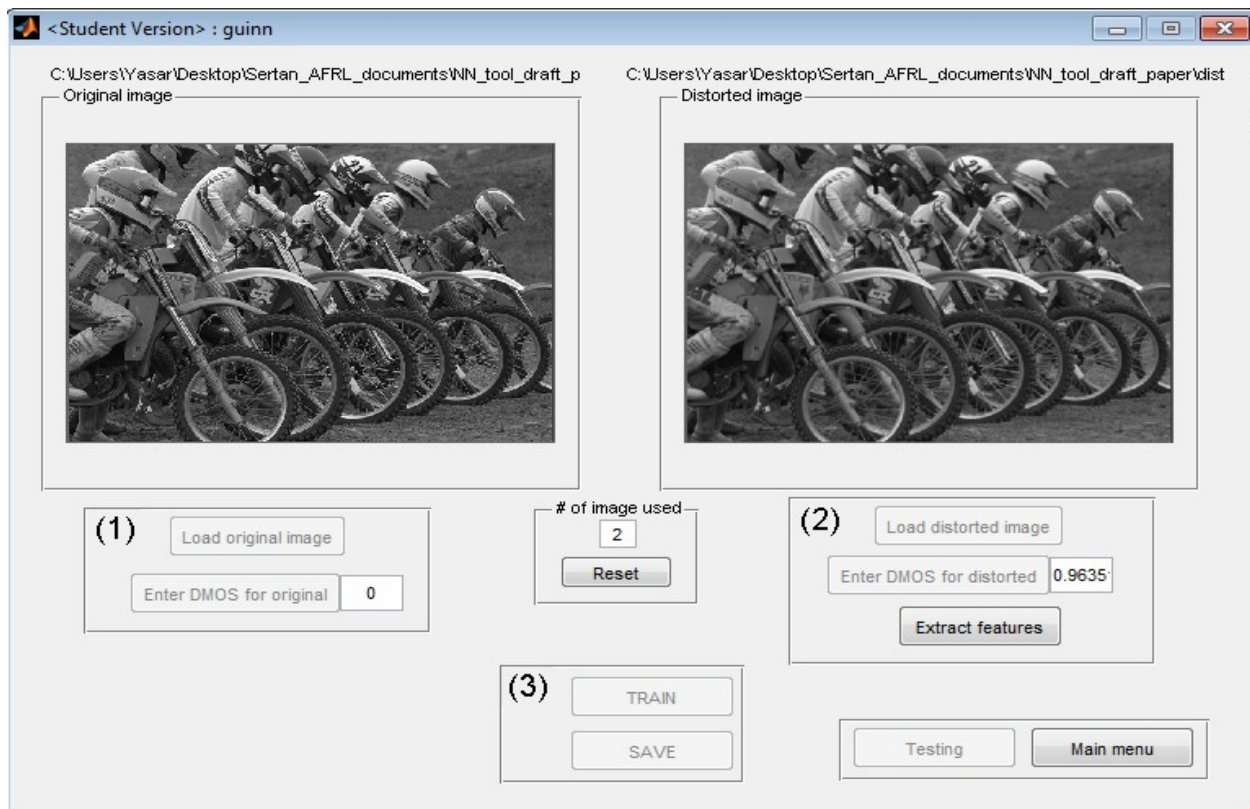 <Student Version> : guinn
C:\Users\Yasar\Desktop\Sertan_AFRL_documents\NN_tool_draft_p
C:\Users\Yasar\Desktop\Sertan_AFRL_documents\NN_tool_draft_paper\dist
Original image
Distorted image
(1)
Load original image
Enter DMOS for original 0
# of image used
2
Reset
(2)
Load distorted image
Enter DMOS for distorted 0.9635
Extract features
(3)
TRAIN
SAVE
Testing Main menu